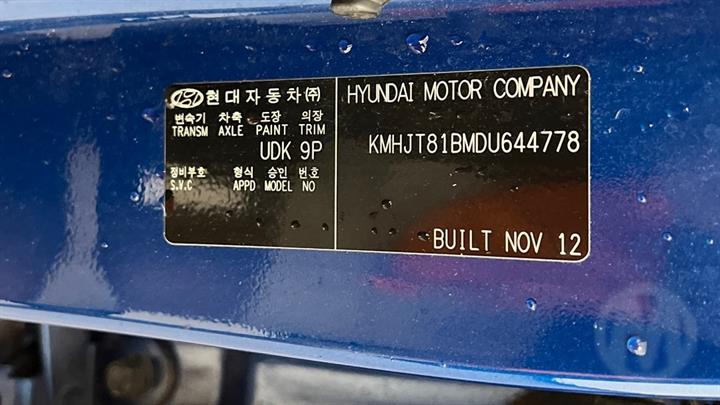 현대자동차(주)
변속기 차축 도장 의장
TRANSM AXLE PAINT TRIM
UDK 9P
정비부호 형식 승인 번호
S.V.C APPD MODEL NO
HYUNDAI MOTOR COMPANY
KMHJT81BMDU644778
BUILT NOV 12